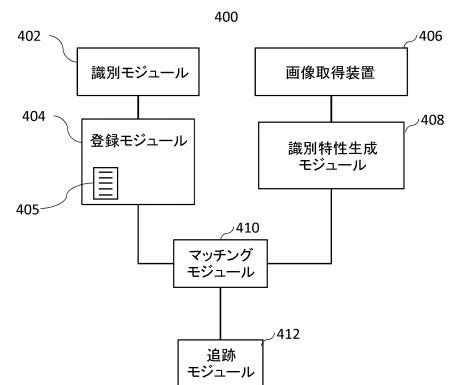 400
402
識別モジュール
406
画像取得装置
404
登録モジュール
405
408
識別特性生成
モジュール
410
マッチング
モジュール
412
追跡
モジュール